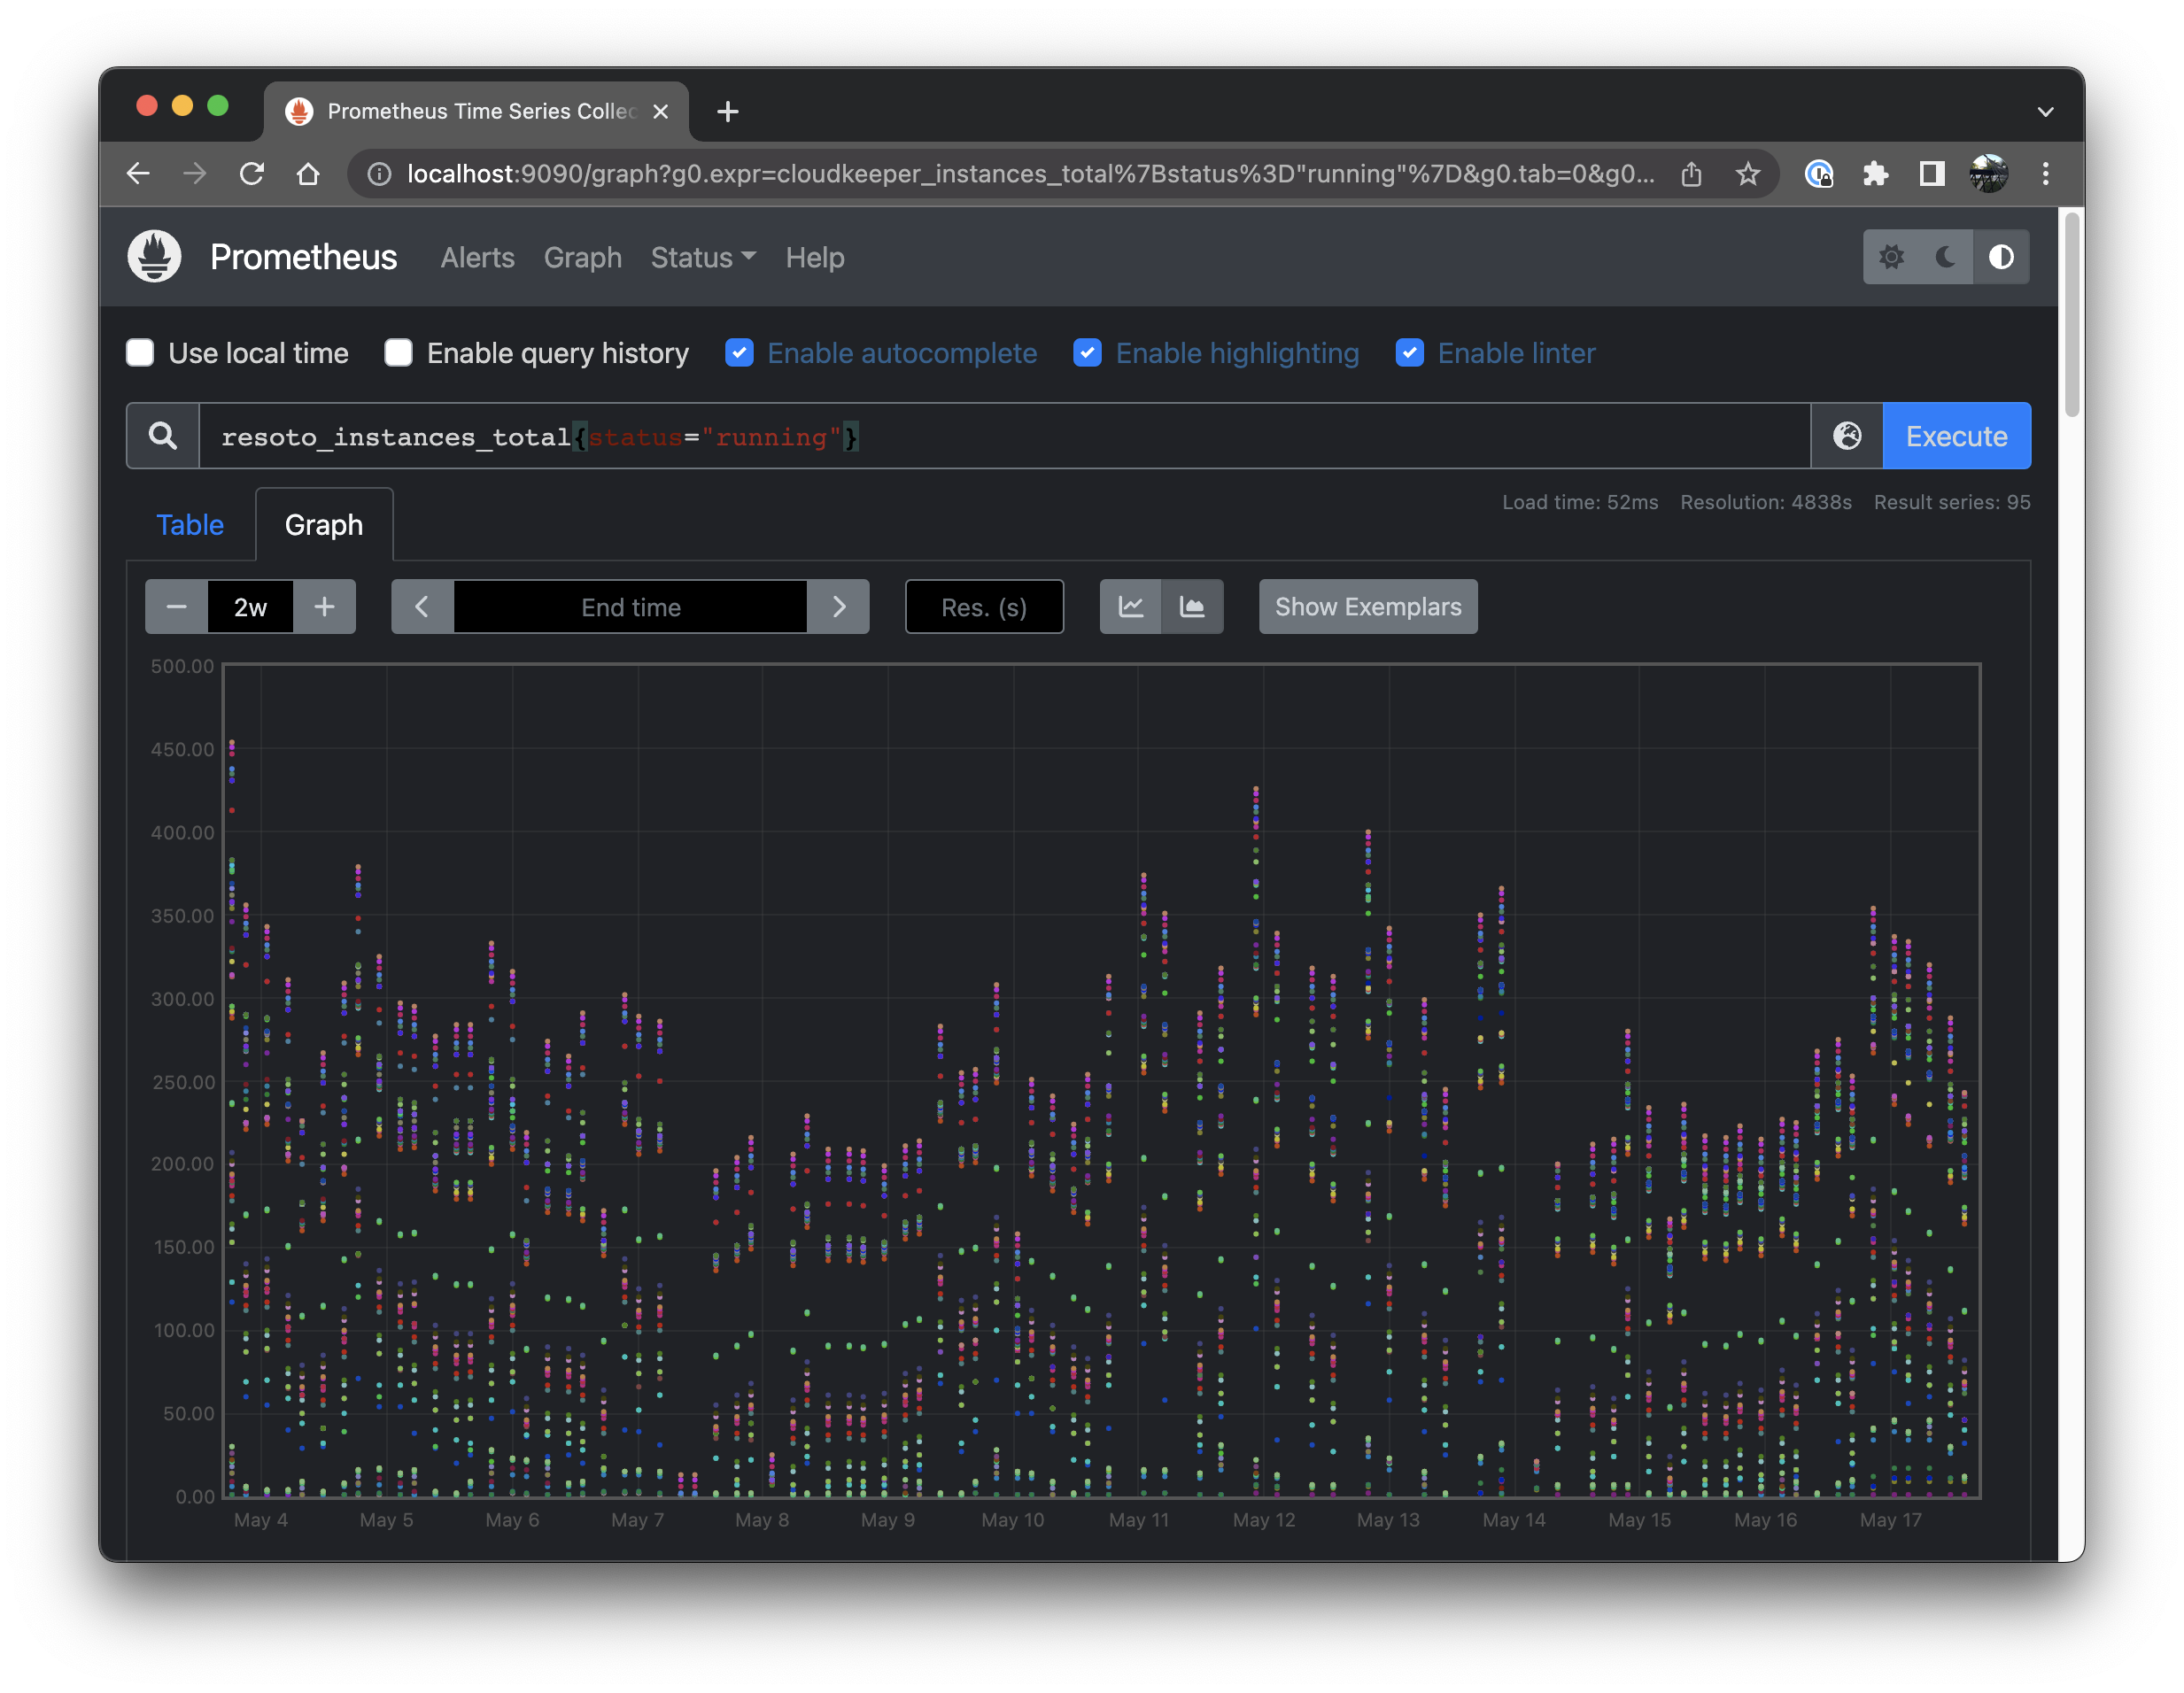 Prometheus Time Series Collec
localhost:9090/graph?g0.expr=cloudkeeper_instances_total%7Bstatus%3D"running"%7D&g0.tab=0&g0...
Prometheus Alerts Graph Status Help
Use local time Enable query history Enable autocomplete Enable highlighting Enable linter
resoto_instances_total{status="running"} Execute
Load time: 52ms Resolution: 4838s Result series: 95
Table Graph
2w End time Res. (s) Show Exemplars
500.00
450.00
400.00
350.00
300.00
250.00
200.00
150.00
100.00
50.00
0.00
May 4 May 5 May 6 May 7 May 8 May 9 May 10 May 11 May 12 May 13 May 14 May 15 May 16 May 17